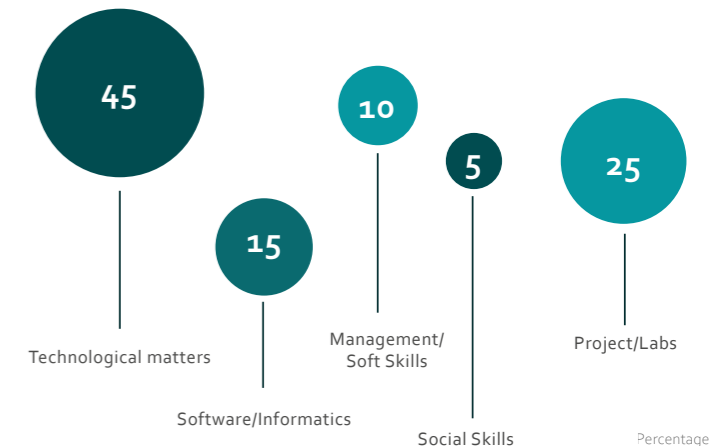 45
10
5
25
15
Management/
Soft Skills
Project/Labs
Technological matters
Software/Informatics
Social Skills
Percentage